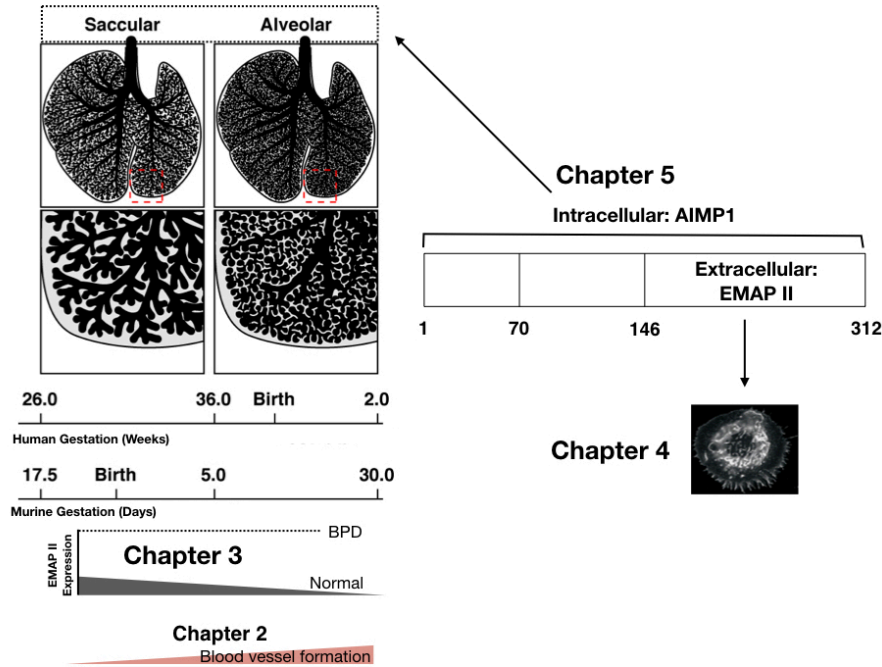 Saccular
Alveolar
Chapter 5
Intracellular: AIMP1
Extracellular:
EMAP II
1
70
146
312
Chapter 4
26.0
36.0
Birth
2.0
Human Gestation (Weeks)
17.5
Birth
5.0
30.0
Murine Gestation (Days)
EMAP II
Expression
BPD
Chapter 3
Normal
Chapter 2
Blood vessel formation